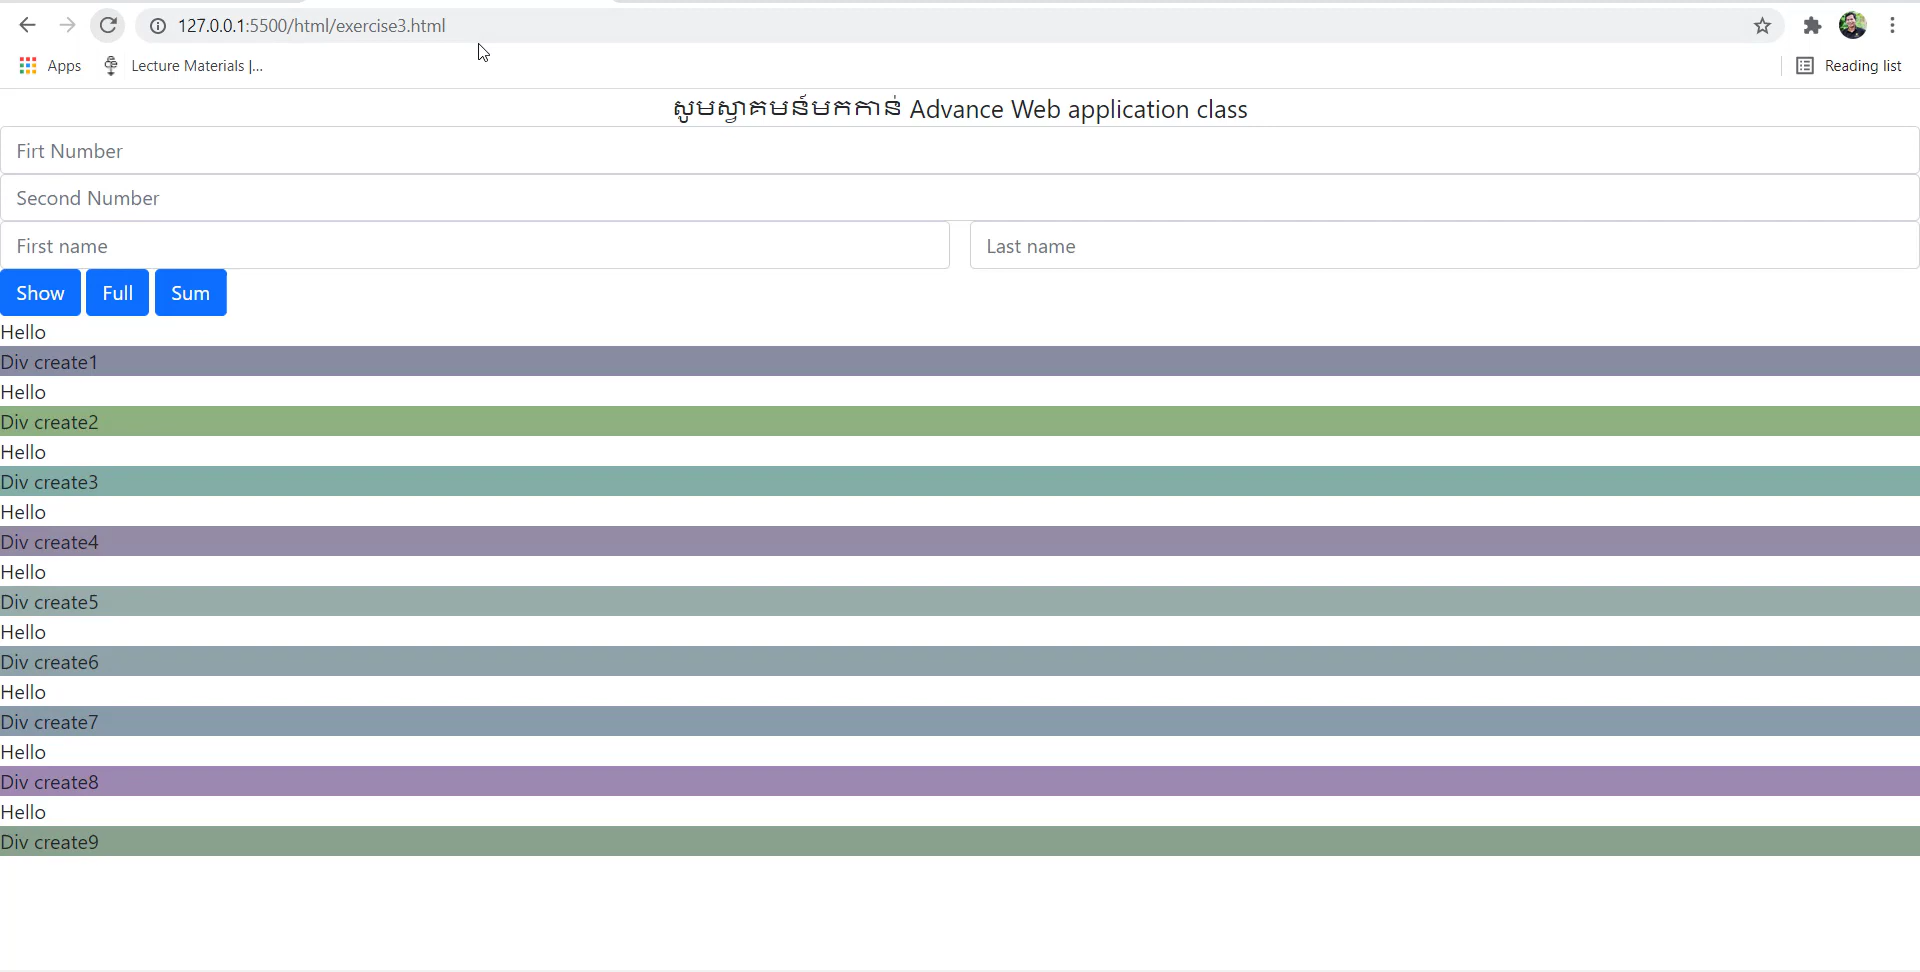 127.0.0.1:5500/html/exercise3.html
Apps Lecture Materials |... Reading list
សូមស្វាគមន៍មកកាន់ Advance Web application class
Firt Number
Second Number
First name Last name
Show Full Sum
Hello
Div create1
Hello
Div create2
Hello
Div create3
Hello
Div create4
Hello
Div create5
Hello
Div create6
Hello
Div create7
Hello
Div create8
Hello
Div create9